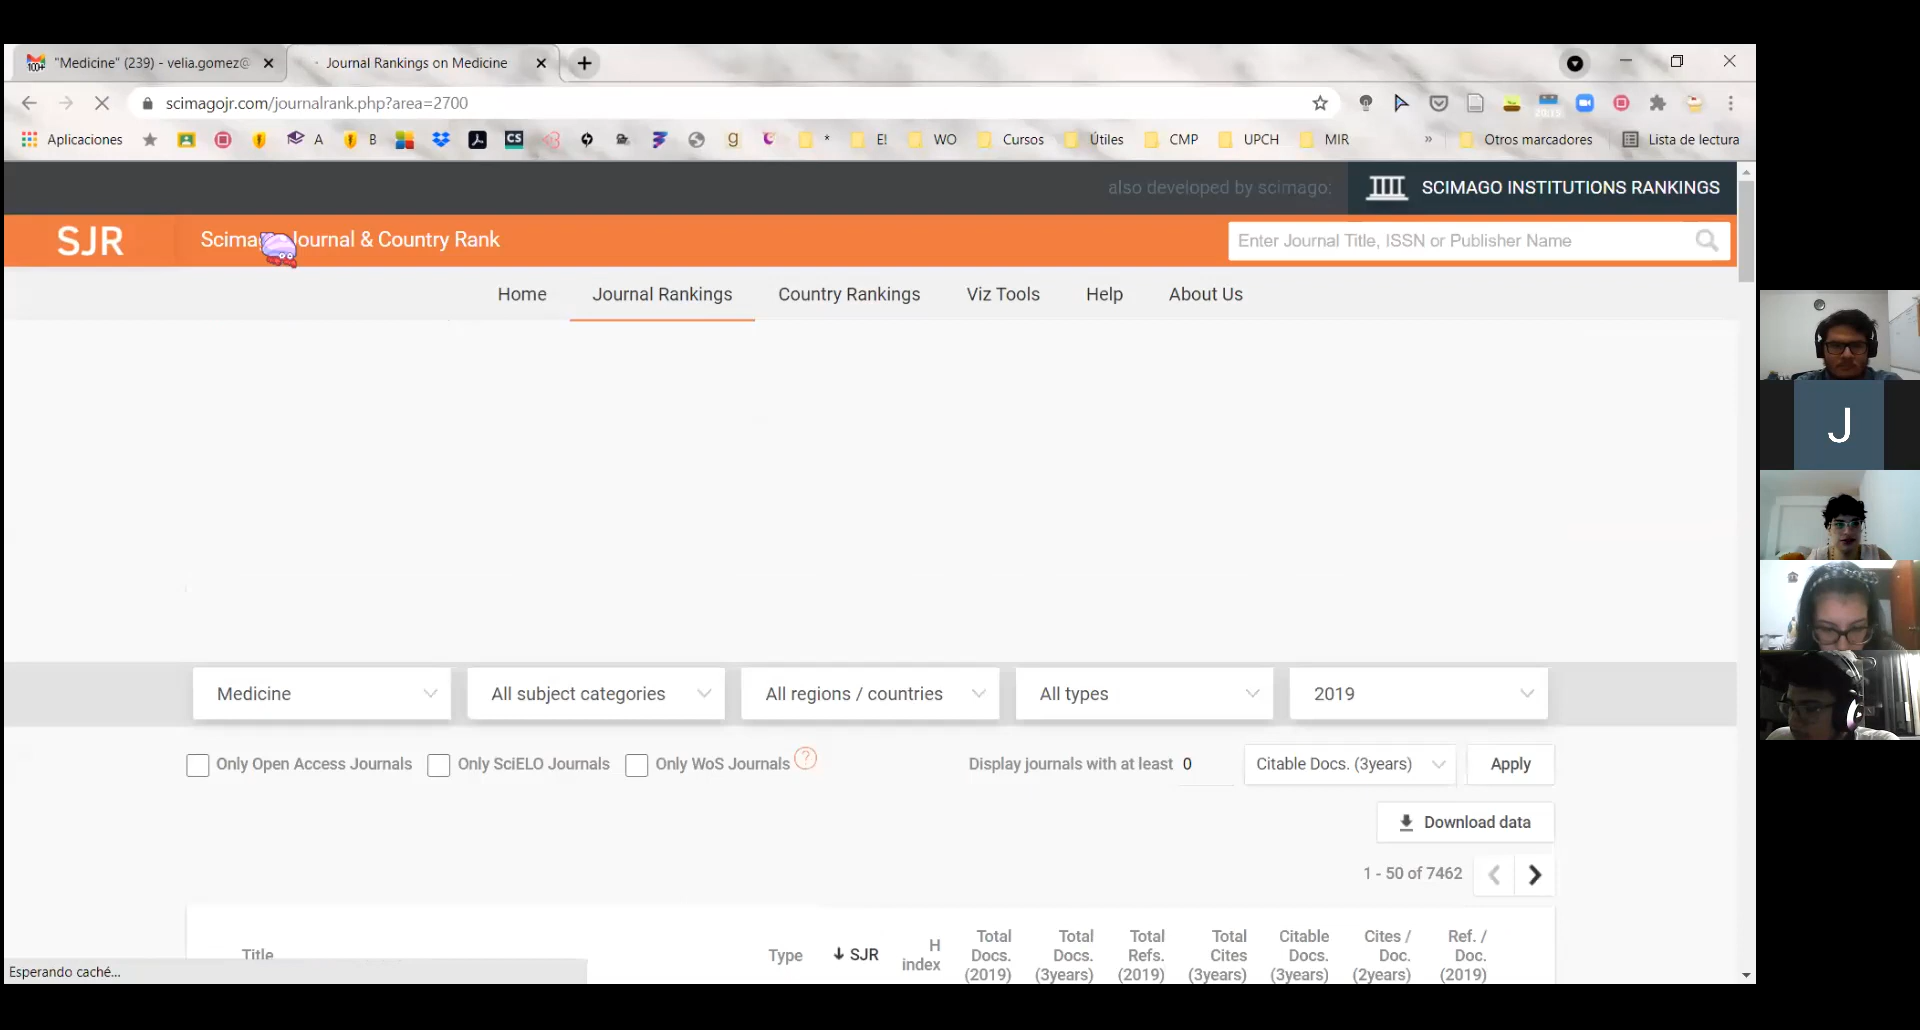 "Medicine" (239) - velia.gomez@
Journal Rankings on Medicine
scimagojr.com/journalrank.php?area=2700
Aplicaciones
A
B
CS
g
*
E!
WO
Cursos
Útiles
CMP
UPCH
MIR
»
Otros marcadores
Lista de lectura
also developed by scimago:
SCIMAGO INSTITUTIONS RANKINGS
SJR
Scimago Journal & Country Rank
Enter Journal Title, ISSN or Publisher Name
Home
Journal Rankings
Country Rankings
Viz Tools
Help
About Us
Medicine
All subject categories
All regions / countries
All types
2019
Only Open Access Journals
Only SciELO Journals
Only WoS Journals
?
Display journals with at least 0
Citable Docs. (3years)
Apply
Download data
1 - 50 of 7462
Title
Type
SJR
H
index
Total
Docs.
(2019)
Total
Docs.
(3years)
Total
Refs.
(2019)
Total
Cites
(3years)
Citable
Docs.
(3years)
Cites /
Doc.
(2years)
Ref. /
Doc.
(2019)
Esperando caché...
J